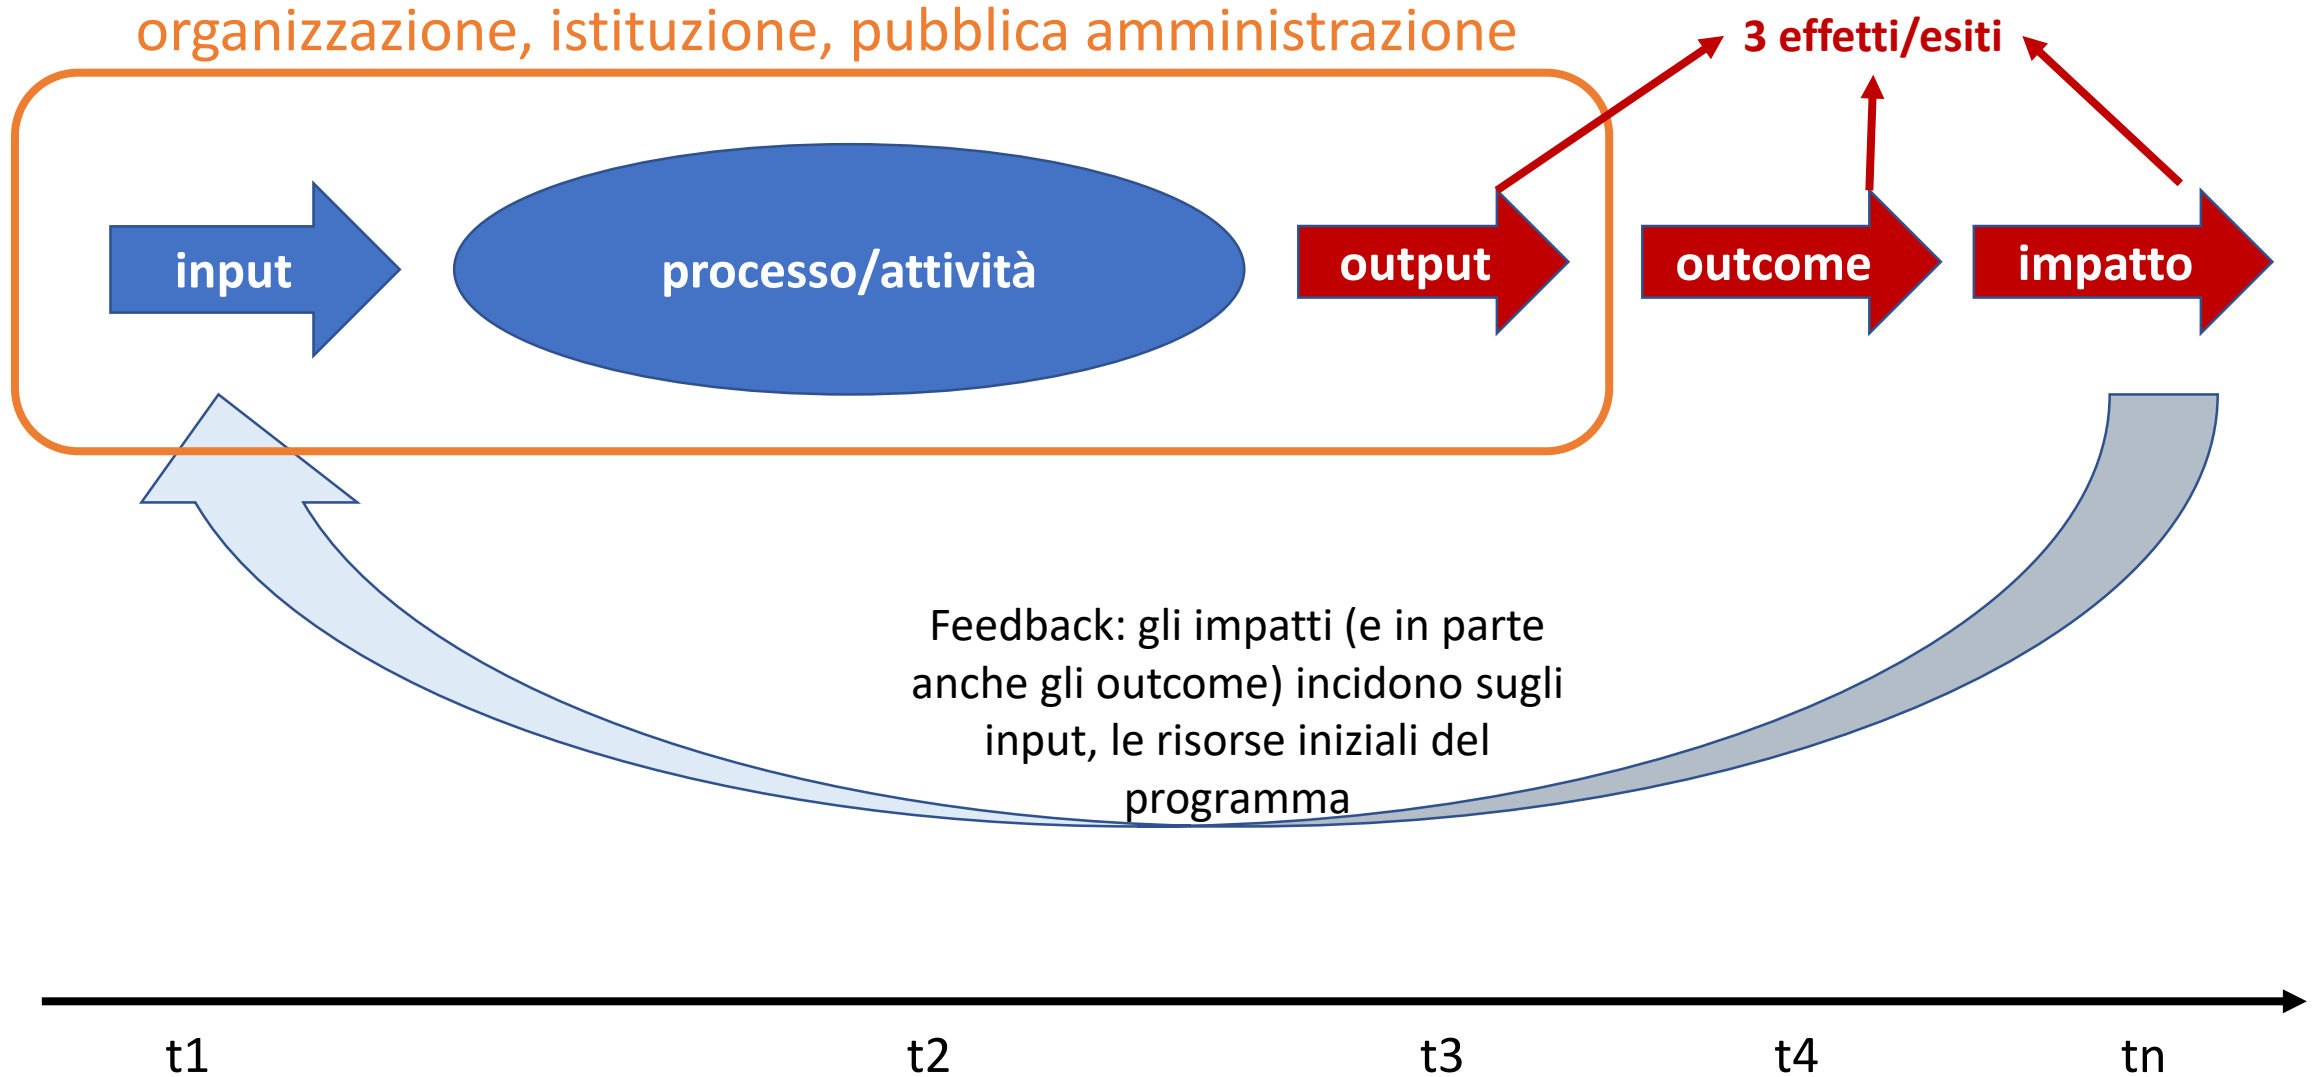 organizzazione, istituzione, pubblica amministrazione
3 effetti/esiti
input
processo/attività
output
outcome
impatto
Feedback: gli impatti (e in parte
anche gli outcome) incidono sugli
input, le risorse iniziali del
programma
t1
t2
t3
t4
tn